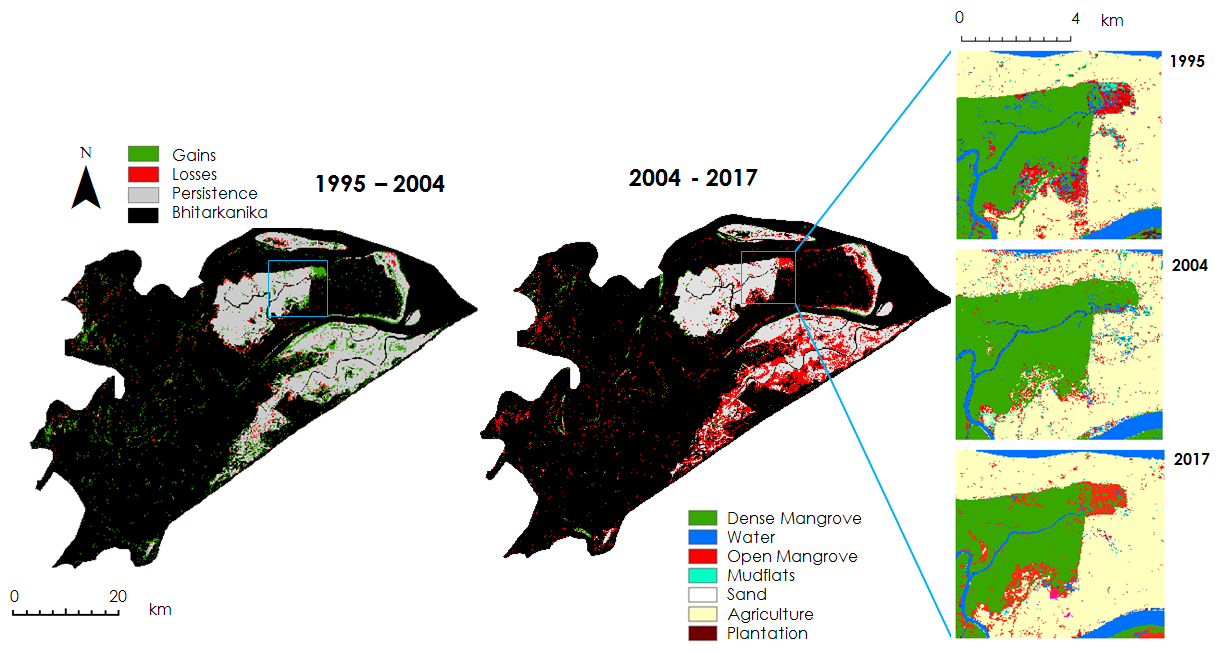 0 4 km
1995
N
Gains
Losses
Persistence
Bhitarkanika
1995 – 2004
2004 - 2017
2004
2017
Dense Mangrove
Water
Open Mangrove
Mudflats
Sand
Agriculture
Plantation
0 20 km